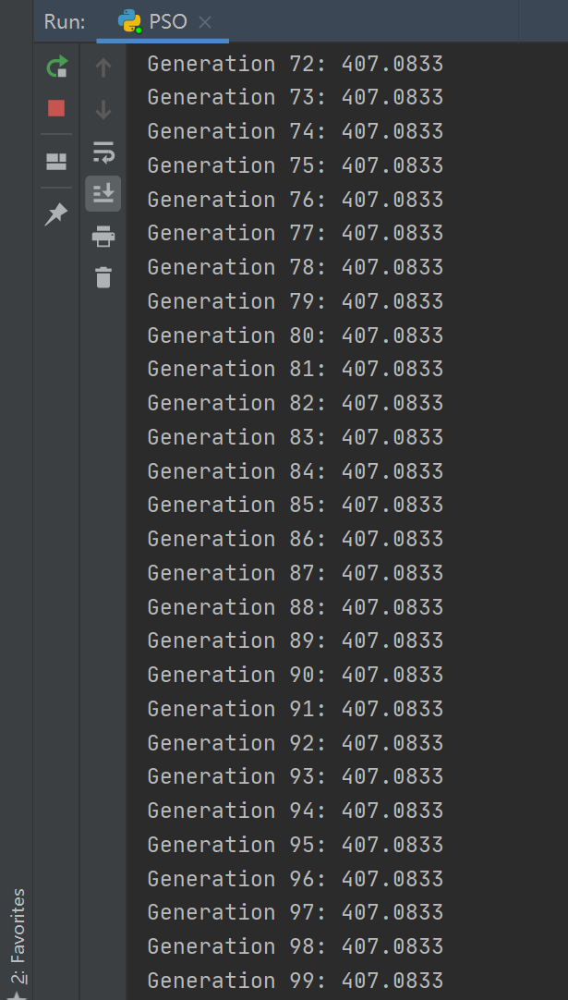 Run: PSO
Generation 72: 407.0833
Generation 73: 407.0833
Generation 74: 407.0833
Generation 75: 407.0833
Generation 76: 407.0833
Generation 77: 407.0833
Generation 78: 407.0833
Generation 79: 407.0833
Generation 80: 407.0833
Generation 81: 407.0833
Generation 82: 407.0833
Generation 83: 407.0833
Generation 84: 407.0833
Generation 85: 407.0833
Generation 86: 407.0833
Generation 87: 407.0833
Generation 88: 407.0833
Generation 89: 407.0833
Generation 90: 407.0833
Generation 91: 407.0833
Generation 92: 407.0833
Generation 93: 407.0833
Generation 94: 407.0833
Generation 95: 407.0833
Generation 96: 407.0833
Generation 97: 407.0833
Generation 98: 407.0833
Generation 99: 407.0833
2: Favorites